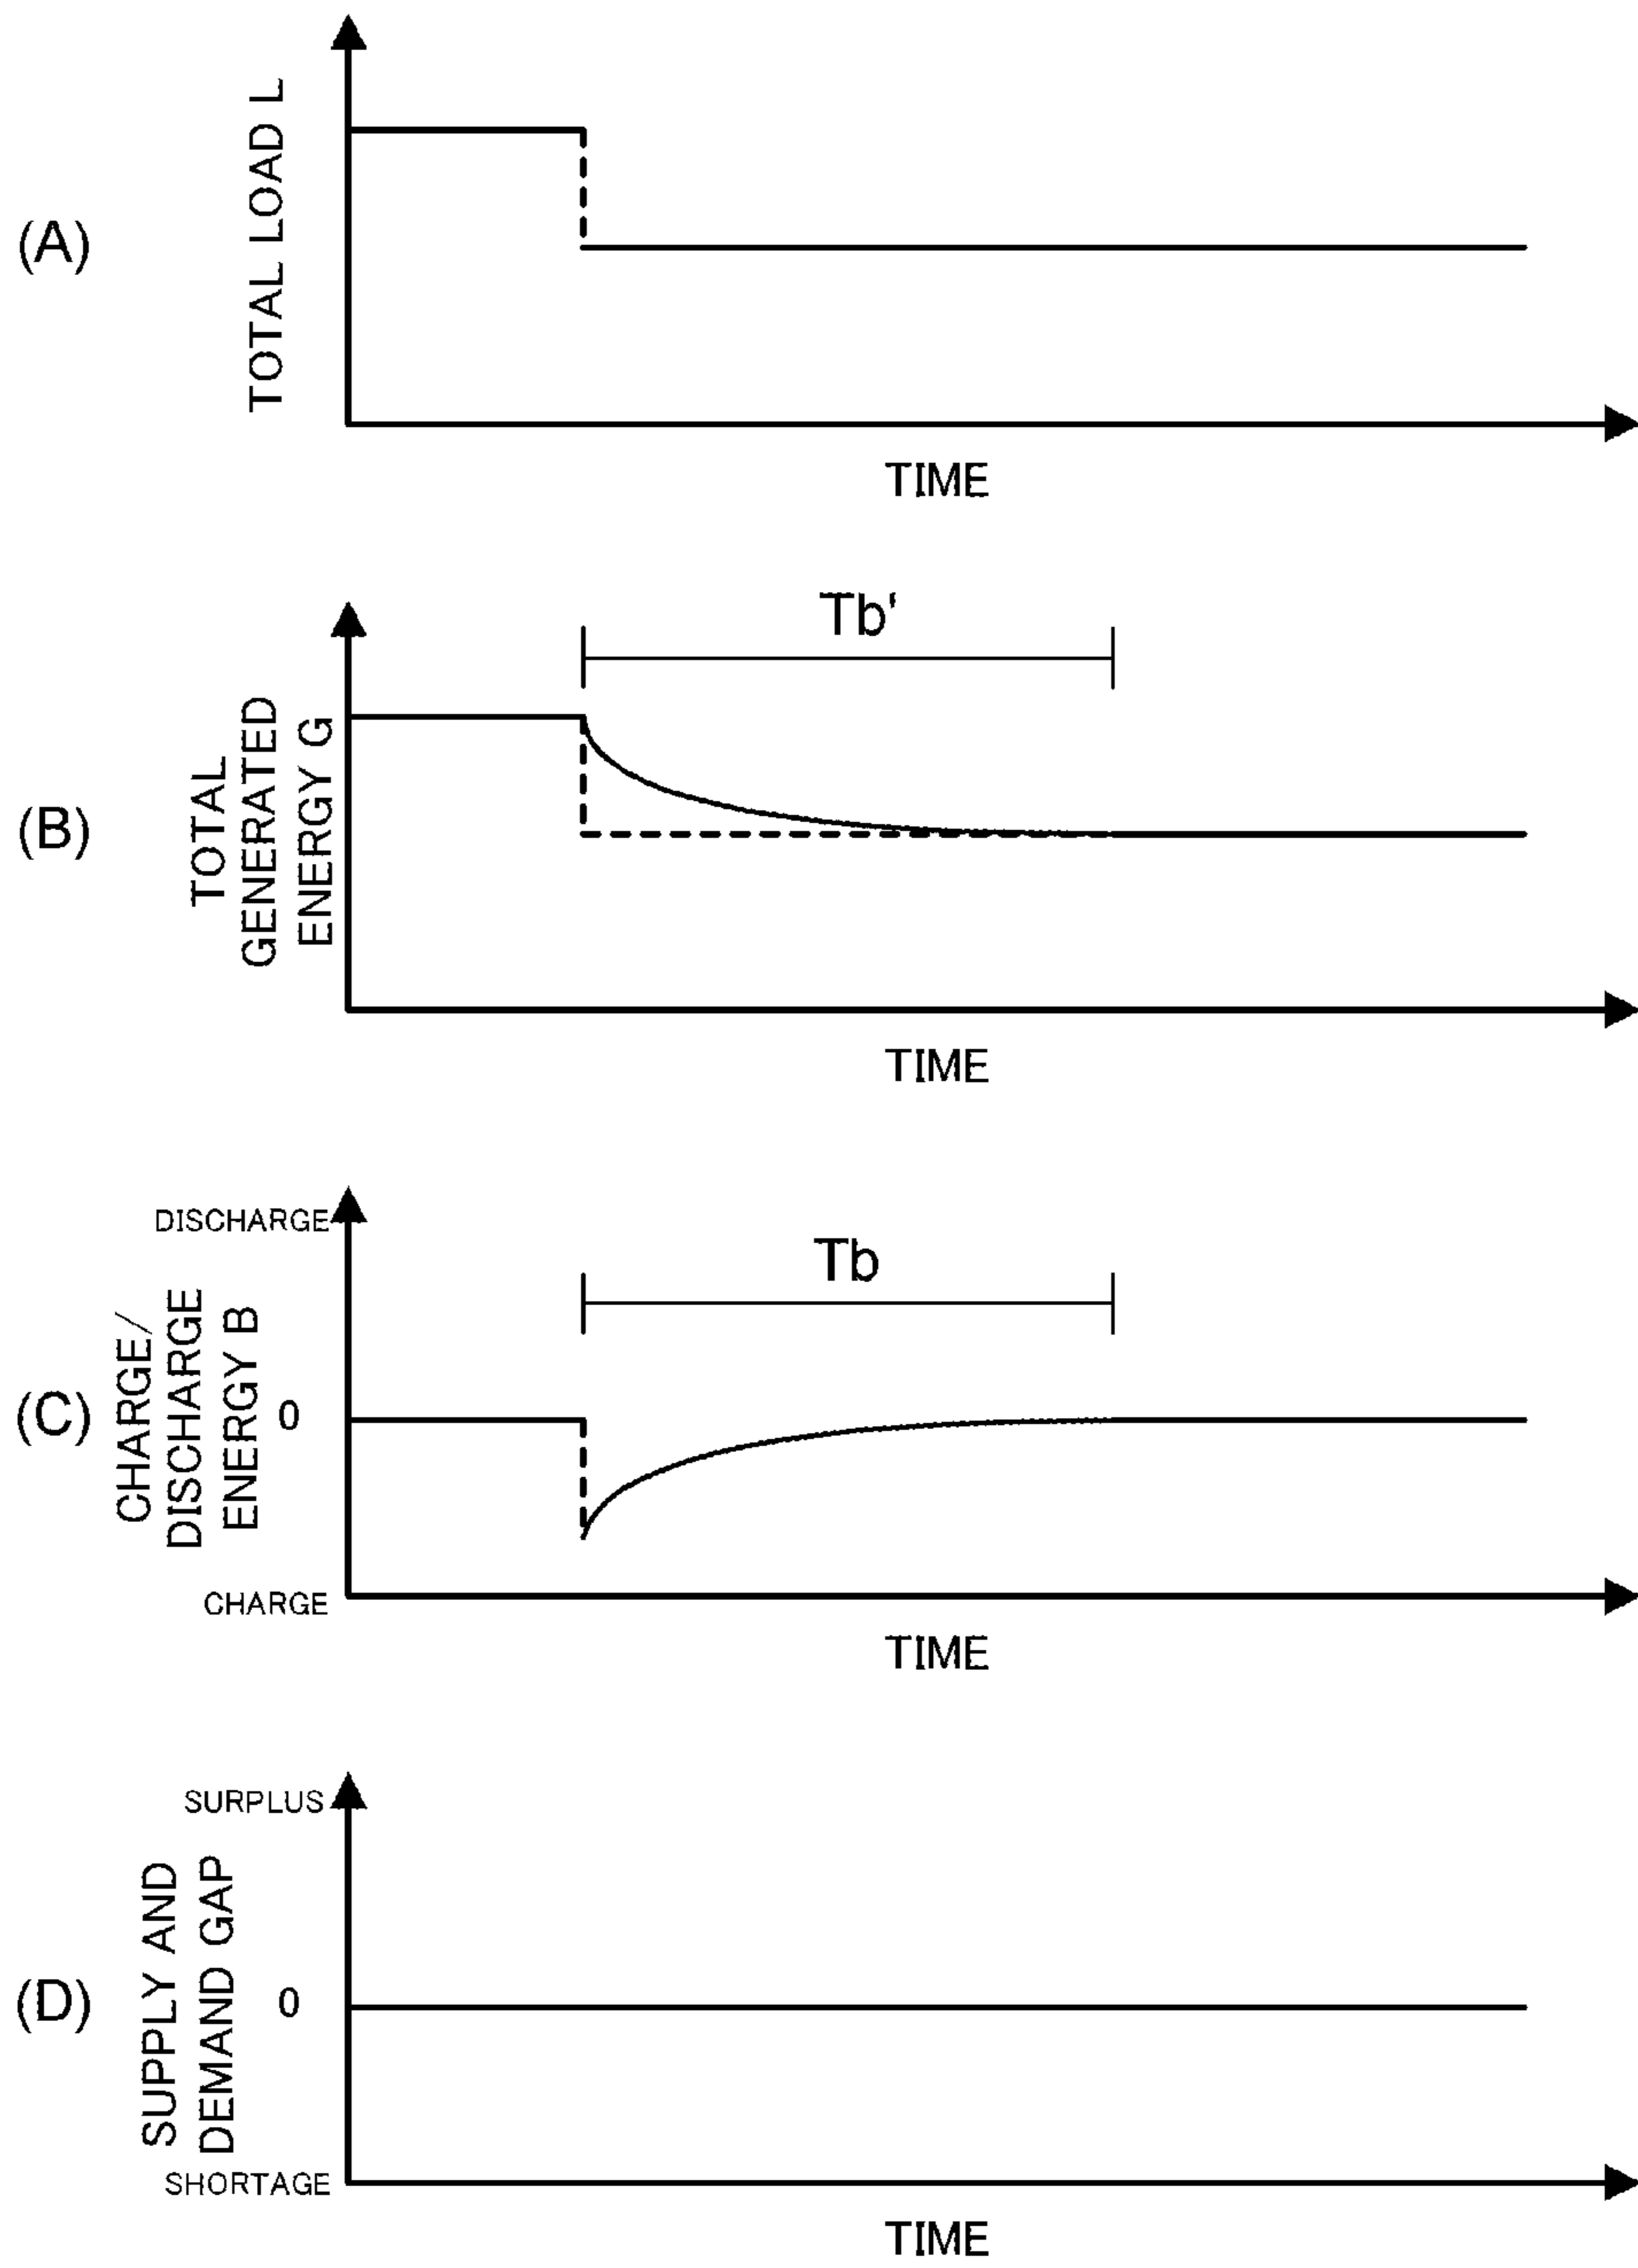 (A)
TOTAL LOAD L
TIME
(B)
TOTAL
GENERATED
ENERGY G
Tb'
TIME
(C)
DISCHARGE
CHARGE/
DISCHARGE
ENERGY B
0
CHARGE
Tb
TIME
(D)
SURPLUS
SUPPLY AND
DEMAND GAP
0
SHORTAGE
TIME